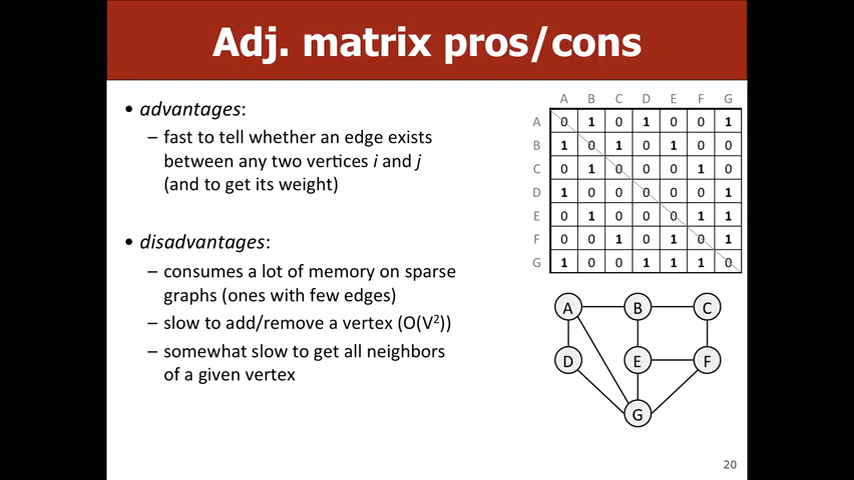 Adj. matrix pros/cons
• advantages:
– fast to tell whether an edge exists
between any two vertices i and j
(and to get its weight)
• disadvantages:
– consumes a lot of memory on sparse
graphs (ones with few edges)
– slow to add/remove a vertex (O(V²))
– somewhat slow to get all neighbors
of a given vertex
A B C D E F G
A 0 1 0 1 0 0 1
B 1 0 1 0 1 0 0
C 0 1 0 0 0 1 0
D 1 0 0 0 0 0 1
E 0 1 0 0 0 1 1
F 0 0 1 0 1 0 1
G 1 0 0 1 1 1 0
A B C
D E F
G
20